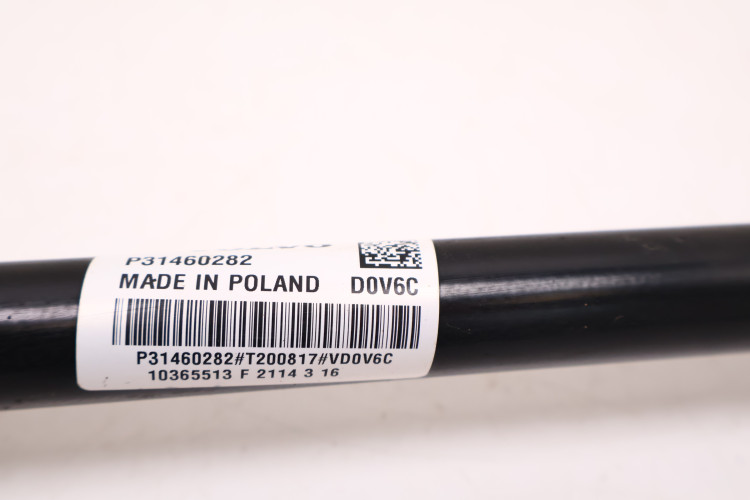 P31460282
MADE IN POLAND D0V6C
P31460282#T200817#VD0V6C
10365513 F 2114 3 16